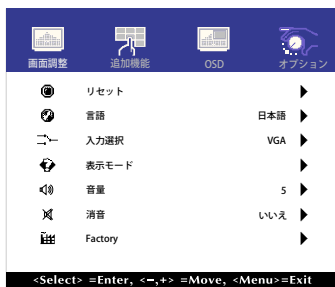 画面調整 追加機能 OSD オプション
リセット
言語 日本語
入力選択 VGA
表示モード
音量 5
消音 いいえ
Factory
<Select> =Enter, <−,+> =Move, <Menu>=Exit